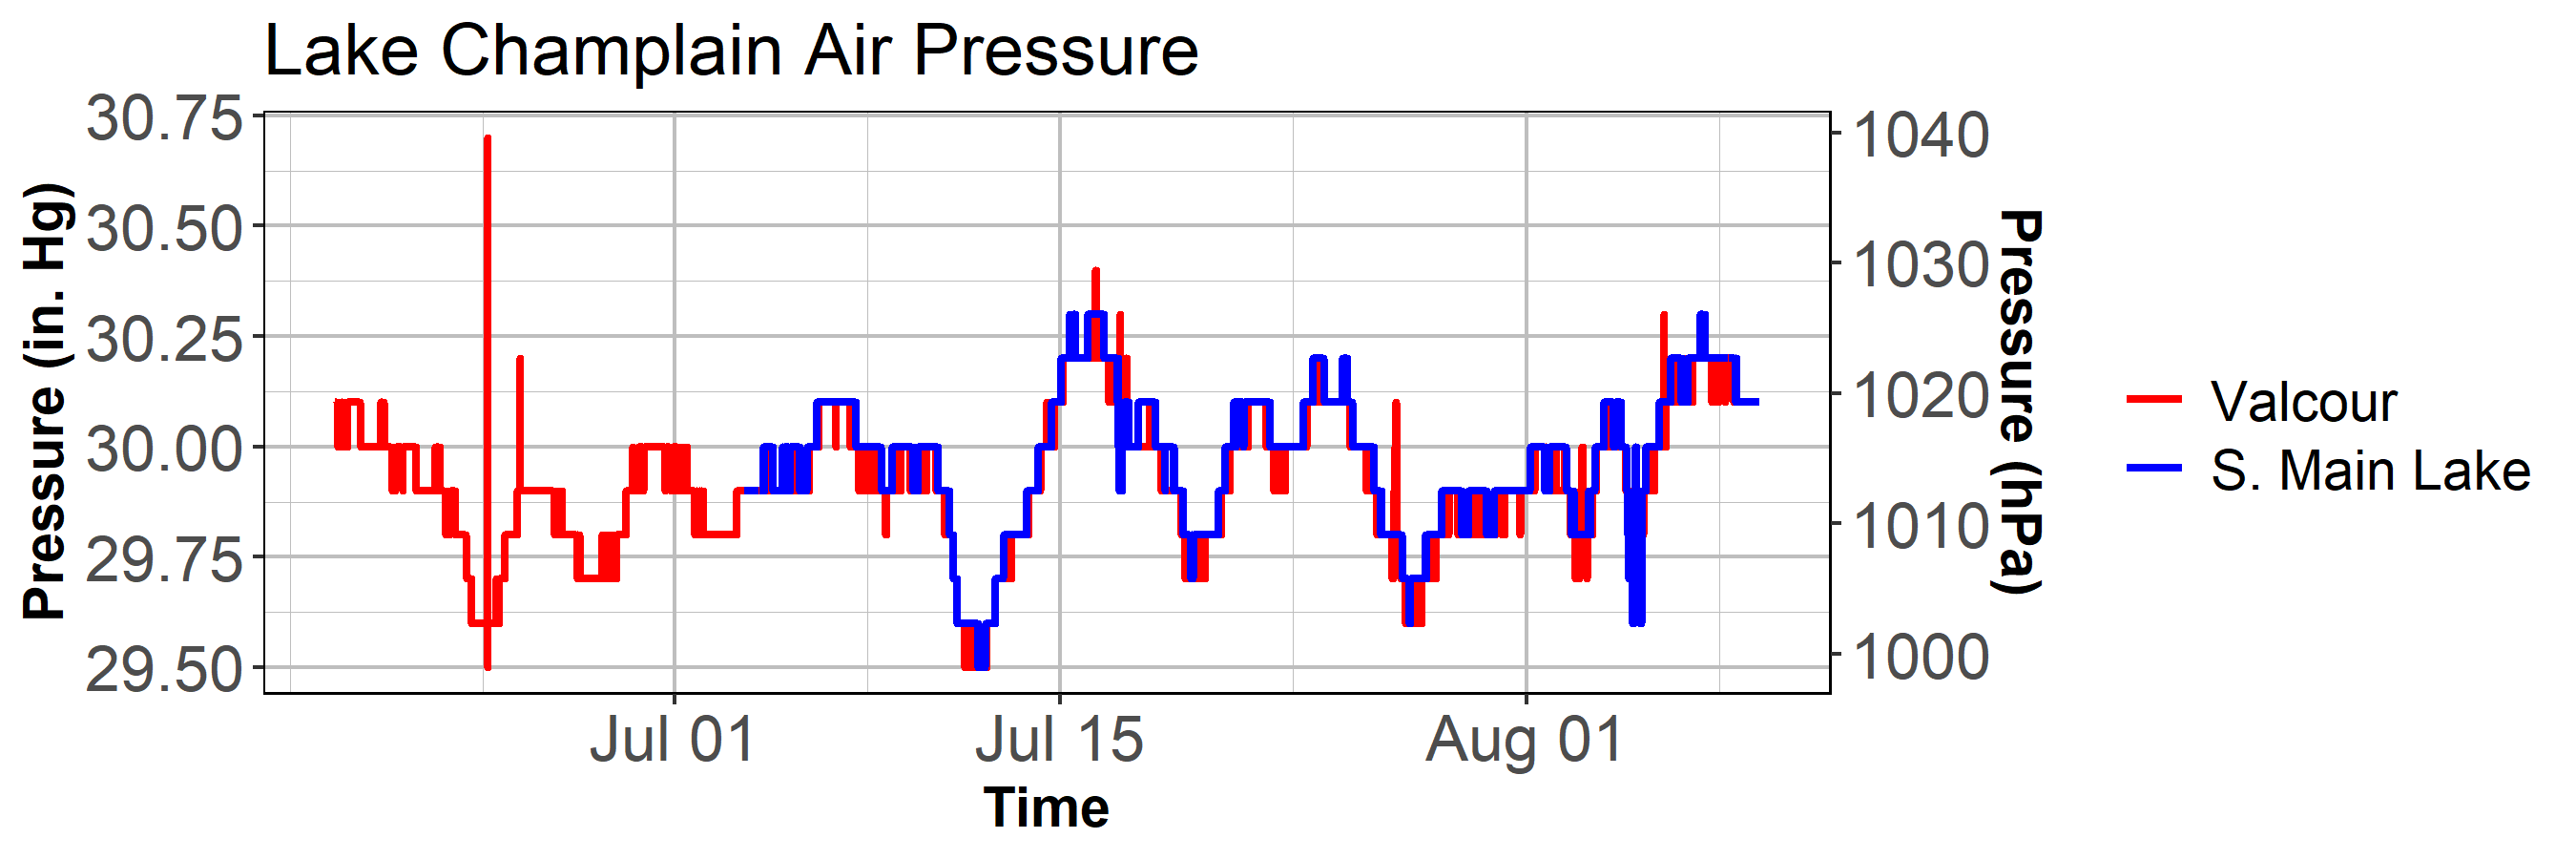 Lake Champlain Air Pressure
Pressure (in. Hg)
30.75
30.50
30.25
30.00
29.75
29.50
1040
1030
1020
1010
1000
Pressure (hPa)
Jul 01
Jul 15
Aug 01
Time
Valcour
S. Main Lake